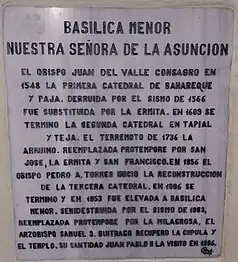 BASILICA MENOR
NUESTRA SEÑORA DE LA ASUNCION
EL OBISPO JUAN DEL VALLE CONSAGRO EN
1548 LA PRIMERA CATEDRAL DE BAHAREQUE
Y PAJA. DERRUIDA POR EL SISMO DE 1566
FUE SUBSTITUIDA POR LA ERMITA. EN 1609 SE
TERMINO LA SEGUNDA CATEDRAL EN TAPIAL
Y TEJA. EL TERREMOTO DE 1736 LA
ARRUINO. REEMPLAZADA PROTEMPORE POR SAN
JOSE, LA ERMITA Y SAN FRANCISCO. EN 1856 EL
OBISPO PEDRO A. TORRES INICIO LA RECONSTRUCCION
DE LA TERCERA CATEDRAL. EN 1906 SE
TERMINO Y EN 1953 FUE ELEVADA A BASILICA
MENOR. SEMIDESTRUIDA POR EL SISMO DE 1983,
REEMPLAZADA PROTEMPORE POR LA MILAGROSA, EL
ARZOBISPO SAMUEL S. BUITRAGO RECUPERO LA CUPULA Y
EL TEMPLO. SU SANTIDAD JUAN PABLO II LA VISITO EN 1986.